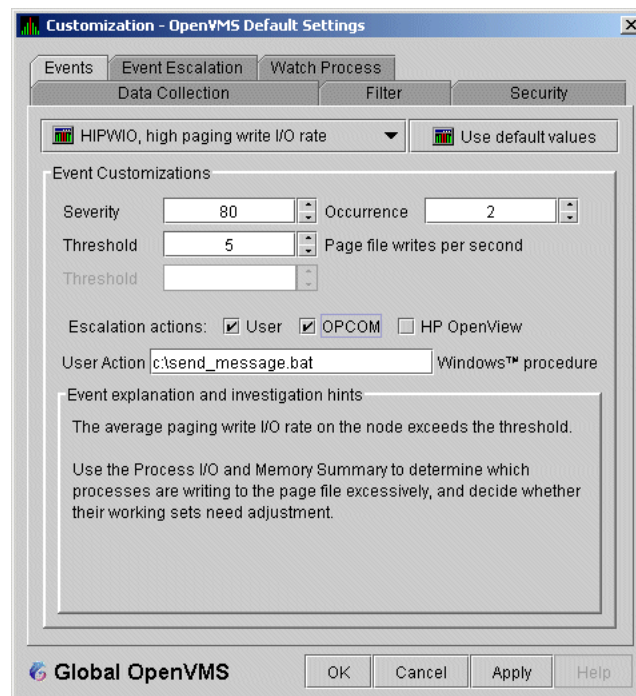 Customization - OpenVMS Default Settings
Events Event Escalation Watch Process
Data Collection Filter Security
HIPWIO, high paging write I/O rate Use default values
Event Customizations
Severity 80 Occurrence 2
Threshold 5 Page file writes per second
Threshold
Escalation actions: User OPCOM HP OpenView
User Action c:\send_message.bat Windows™ procedure
Event explanation and investigation hints
The average paging write I/O rate on the node exceeds the threshold.
Use the Process I/O and Memory Summary to determine which
processes are writing to the page file excessively, and decide whether
their working sets need adjustment.
Global OpenVMS OK Cancel Apply Help